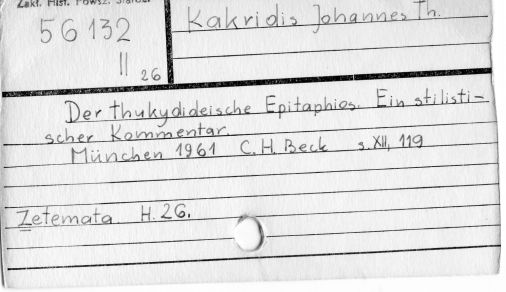 Zakł. Hist. Powsz. Staroż.
56132
II 26
Kakridis Johannes Th.
Der thukydideische Epitaphios. Ein stilisti-
scher Kommentar.
München 1961 C.H. Beck s. XII, 119
Zetemata H. 26.